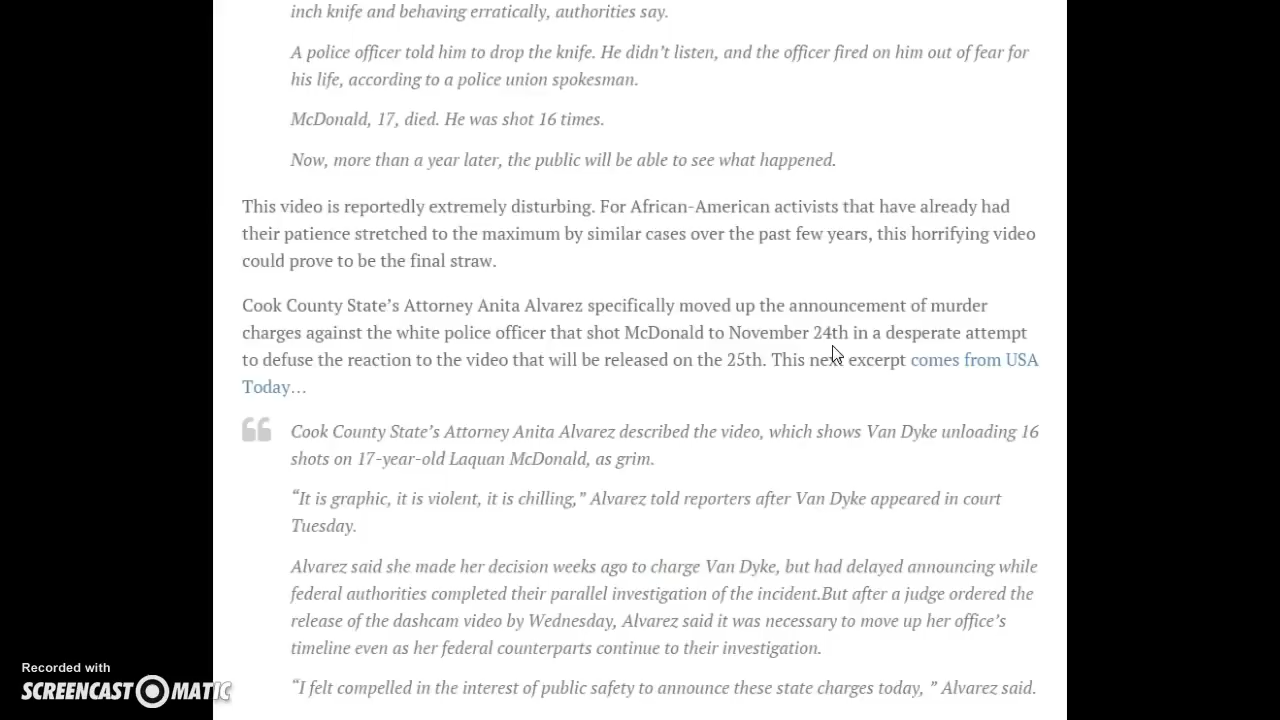 inch knife and behaving erratically, authorities say.
A police officer told him to drop the knife. He didn’t listen, and the officer fired on him out of fear for
his life, according to a police union spokesman.
McDonald, 17, died. He was shot 16 times.
Now, more than a year later, the public will be able to see what happened.
This video is reportedly extremely disturbing. For African-American activists that have already had
their patience stretched to the maximum by similar cases over the past few years, this horrifying video
could prove to be the final straw.
Cook County State’s Attorney Anita Alvarez specifically moved up the announcement of murder
charges against the white police officer that shot McDonald to November 24th in a desperate attempt
to defuse the reaction to the video that will be released on the 25th. This next excerpt comes from USA
Today…
“ Cook County State’s Attorney Anita Alvarez described the video, which shows Van Dyke unloading 16
shots on 17-year-old Laquan McDonald, as grim.
“It is graphic, it is violent, it is chilling,” Alvarez told reporters after Van Dyke appeared in court
Tuesday.
Alvarez said she made her decision weeks ago to charge Van Dyke, but had delayed announcing while
federal authorities completed their parallel investigation of the incident.But after a judge ordered the
release of the dashcam video by Wednesday, Alvarez said it was necessary to move up her office’s
timeline even as her federal counterparts continue to their investigation.
“I felt compelled in the interest of public safety to announce these state charges today, ” Alvarez said.
Recorded with
SCREENCAST O MATIC